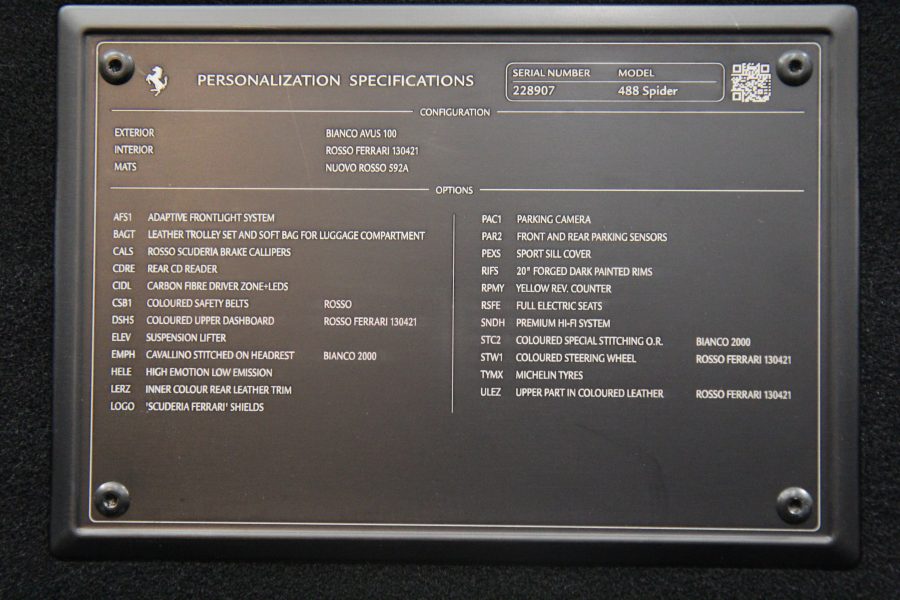 PERSONALIZATION SPECIFICATIONS
SERIAL NUMBER MODEL
228907 488 Spider
CONFIGURATION
EXTERIOR BIANCO AVUS 100
INTERIOR ROSSO FERRARI 130421
MATS NUOVO ROSSO 592A
OPTIONS
AFS1 ADAPTIVE FRONTLIGHT SYSTEM
BAGT LEATHER TROLLEY SET AND SOFT BAG FOR LUGGAGE COMPARTMENT
CALS ROSSO SCUDERIA BRAKE CALLIPERS
CDRE REAR CD READER
CIDL CARBON FIBRE DRIVER ZONE+LEDS
CSB1 COLOURED SAFETY BELTS ROSSO
DSH5 COLOURED UPPER DASHBOARD ROSSO FERRARI 130421
ELEV SUSPENSION LIFTER
EMPH CAVALLINO STITCHED ON HEADREST BIANCO 2000
HELE HIGH EMOTION LOW EMISSION
LERZ INNER COLOUR REAR LEATHER TRIM
LOGO 'SCUDERIA FERRARI' SHIELDS
PAC1 PARKING CAMERA
PAR2 FRONT AND REAR PARKING SENSORS
PEXS SPORT SILL COVER
RIFS 20" FORGED DARK PAINTED RIMS
RPMY YELLOW REV. COUNTER
RSFE FULL ELECTRIC SEATS
SNDH PREMIUM HI-FI SYSTEM
STC2 COLOURED SPECIAL STITCHING O.R. BIANCO 2000
STW1 COLOURED STEERING WHEEL ROSSO FERRARI 130421
TYMX MICHELIN TYRES
ULEZ UPPER PART IN COLOURED LEATHER ROSSO FERRARI 130421